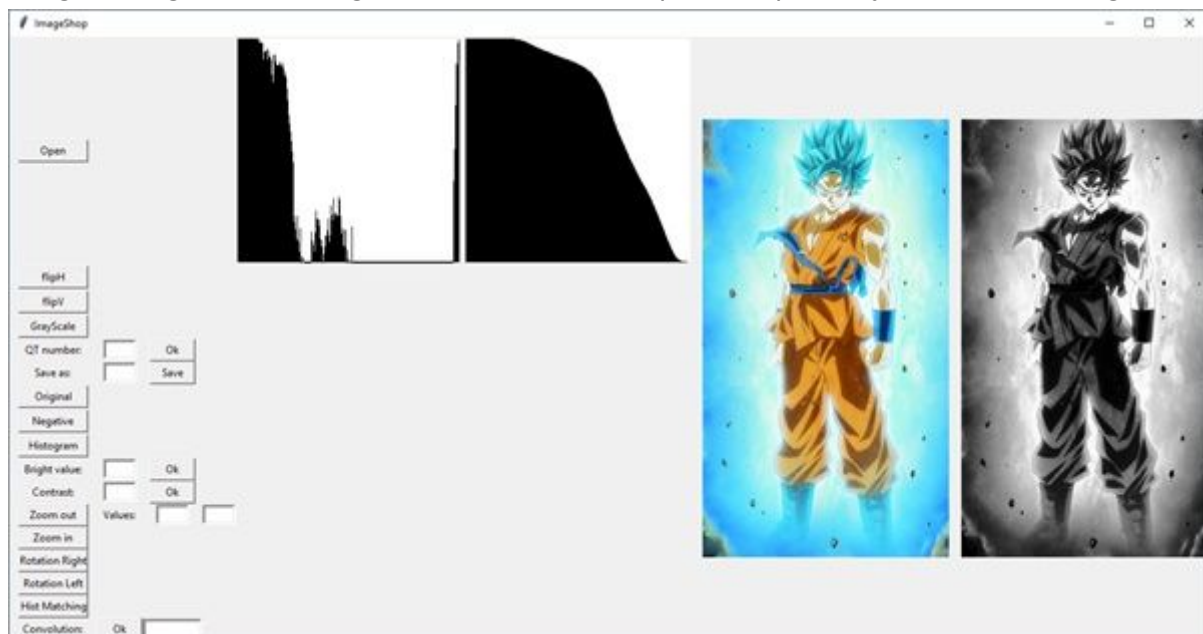 ImageShop
Open
flipH
flipV
GrayScale
QT number: Ok
Save as: Save
Original
Negative
Histogram
Bright value: Ok
Contrast: Ok
Zoom out Values:
Zoom in
Rotation Right
Rotation Left
Hist Matching
Convolution: Ok